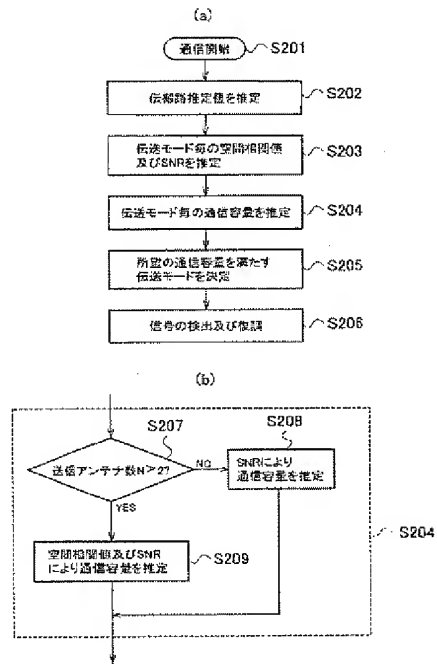 (a)
通信開始
S201
伝搬路推定値を推定
S202
伝送モード毎の空間相関値
及びSNRを推定
S203
伝送モード毎の通信容量を推定
S204
所望の通信容量を満たす
伝送モードを決定
S205
信号の検出及び復調
S206
(b)
S207
S208
送信アンテナ数N≧2?
NO
SNRにより
通信容量を推定
YES
S204
空間相関値及びSNR
により通信容量を推定
S209